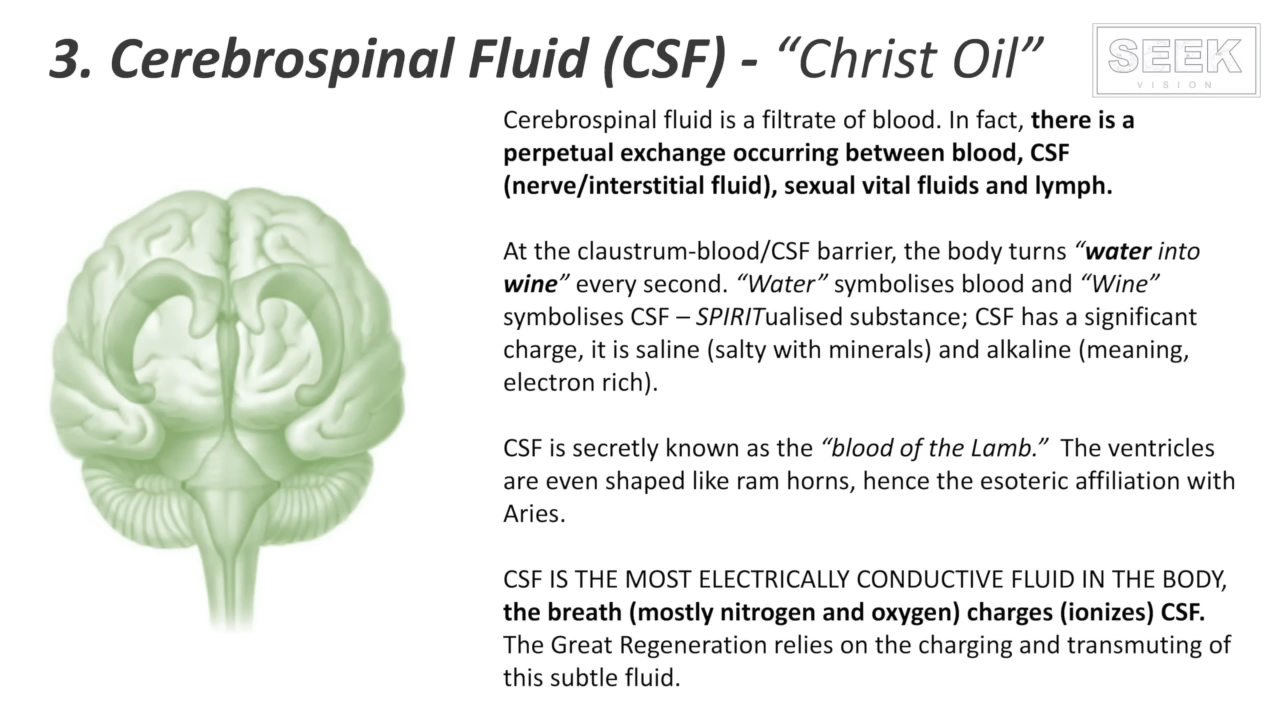 3. Cerebrospinal Fluid (CSF) - “Christ Oil”
SEEK
VISION
Cerebrospinal fluid is a filtrate of blood. In fact, there is a
perpetual exchange occurring between blood, CSF
(nerve/interstitial fluid), sexual vital fluids and lymph.
At the claustrum-blood/CSF barrier, the body turns “water into
wine” every second. “Water” symbolises blood and “Wine”
symbolises CSF – SPIRITualised substance; CSF has a significant
charge, it is saline (salty with minerals) and alkaline (meaning,
electron rich).
CSF is secretly known as the “blood of the Lamb.” The ventricles
are even shaped like ram horns, hence the esoteric affiliation with
Aries.
CSF IS THE MOST ELECTRICALLY CONDUCTIVE FLUID IN THE BODY,
the breath (mostly nitrogen and oxygen) charges (ionizes) CSF.
The Great Regeneration relies on the charging and transmuting of
this subtle fluid.